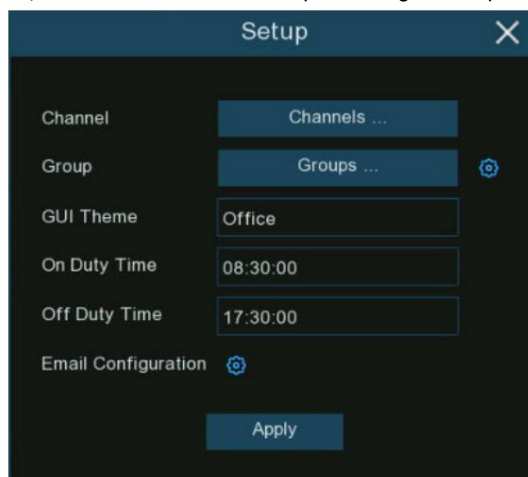 Setup
Channel Channels ...
Group Groups ...
GUI Theme Office
On Duty Time 08:30:00
Off Duty Time 17:30:00
Email Configuration
Apply